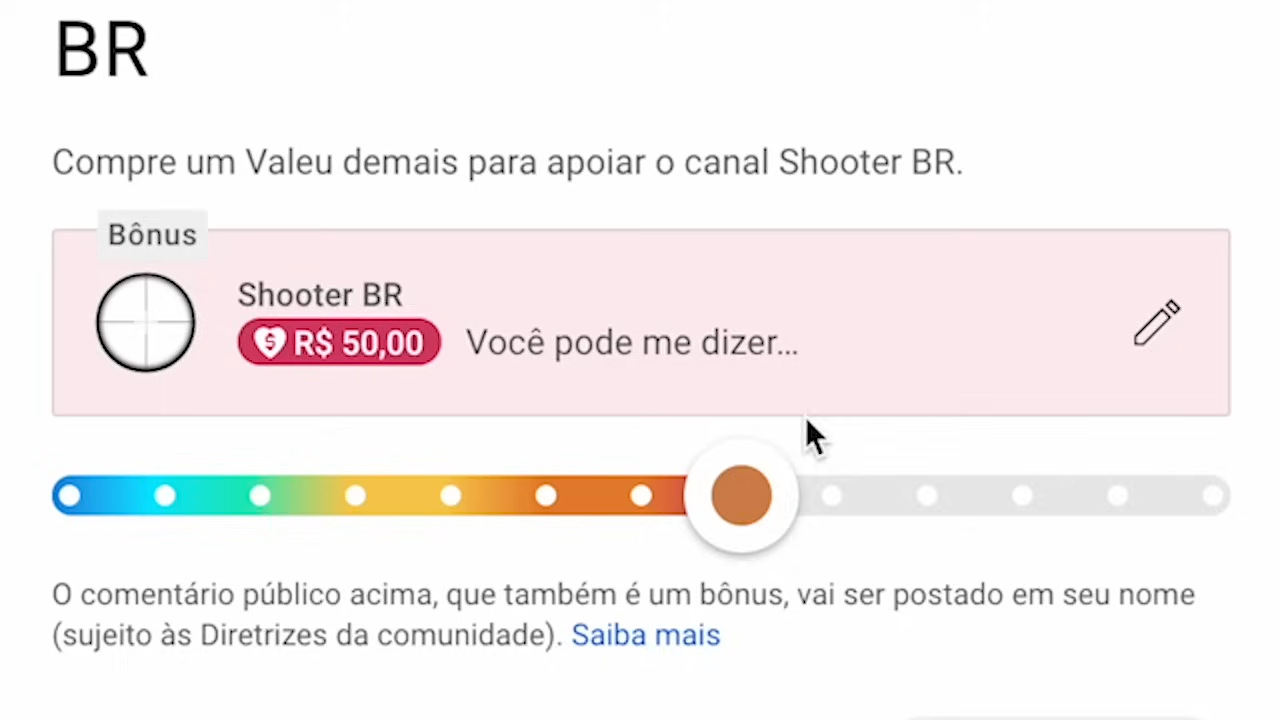 BR
Compre um Valeu demais para apoiar o canal Shooter BR.
Bônus
Shooter BR
R$ 50,00 Você pode me dizer...
O comentário público acima, que também é um bônus, vai ser postado em seu nome
(sujeito às Diretrizes da comunidade). Saiba mais